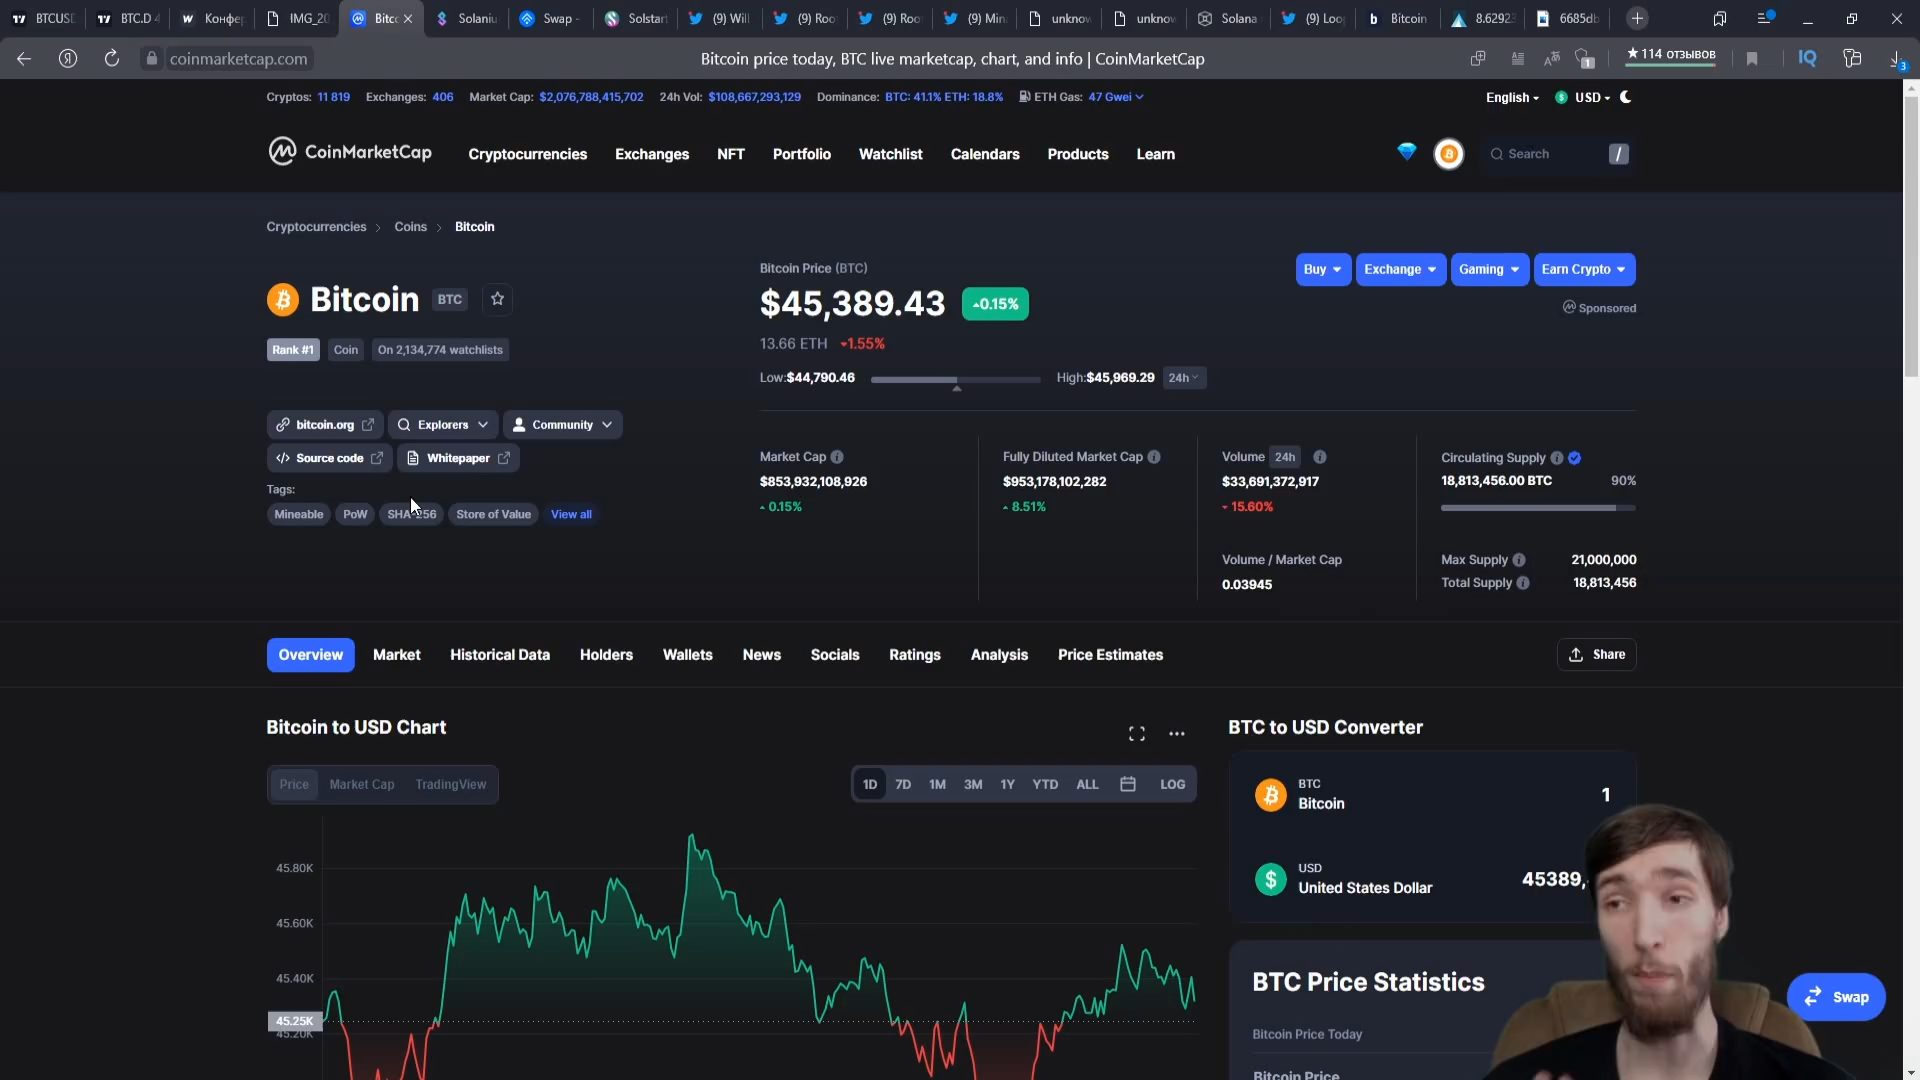 BTCUS
BTC.D 4
Конфе
IMG_20
Bitc
Solaniu
Swap -
Solstar
(9) Wil
(9) Roo
(9) Roo
(9) Min
unknow
unknow
Solana
(9) Loo
Bitcoin
8.6292
6685db
coinmarketcap.com
Bitcoin price today, BTC live marketcap, chart, and info | CoinMarketCap
1
★114 отзывов
IQ
3
Cryptos: 11 819 Exchanges: 406 Market Cap: $2,076,788,415,702 24h Vol: $108,667,293,129 Dominance: BTC: 41.1% ETH: 18.8% ETH Gas: 47 Gwei
English
USD
CoinMarketCap
Cryptocurrencies
Exchanges
NFT
Portfolio
Watchlist
Calendars
Products
Learn
Search
/
Cryptocurrencies > Coins > Bitcoin
Bitcoin
BTC
Rank #1
Coin
On 2,134,774 watchlists
Bitcoin Price (BTC)
$45,389.43
0.15%
13.66 ETH 1.55%
Low:$44,790.46
High:$45,969.29
24h
Buy
Exchange
Gaming
Earn Crypto
Sponsored
bitcoin.org
Explorers
Community
Source code
Whitepaper
Tags:
Mineable
PoW
SHA-256
Store of Value
View all
Market Cap
$853,932,108,926
0.15%
Fully Diluted Market Cap
$953,178,102,282
8.51%
Volume 24h
$33,691,372,917
15.60%
Volume / Market Cap
0.03945
Circulating Supply
18,813,456.00 BTC 90%
Max Supply 21,000,000
Total Supply 18,813,456
Overview
Market
Historical Data
Holders
Wallets
News
Socials
Ratings
Analysis
Price Estimates
Share
Bitcoin to USD Chart
Price
Market Cap
TradingView
1D
7D
1M
3M
1Y
YTD
ALL
LOG
45.80K
45.60K
45.40K
45.25K
45.20K
BTC to USD Converter
BTC
Bitcoin
1
USD
United States Dollar
45389,
BTC Price Statistics
Bitcoin Price Today
Bitcoin Price
Swap